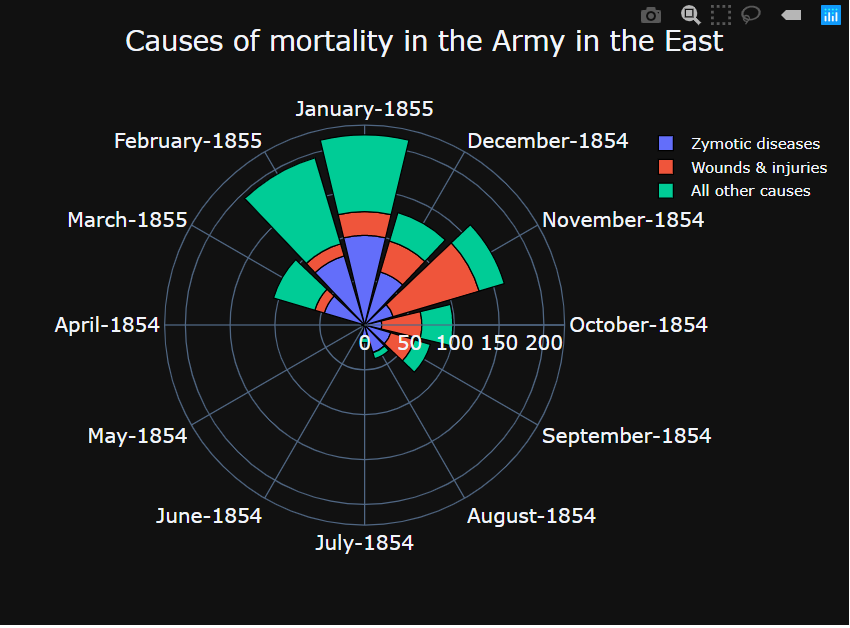 Causes of mortality in the Army in the East
January-1855
February-1855
December-1854
Zymotic diseases
Wounds & injuries
All other causes
March-1855
November-1854
April-1854
October-1854
0 50 100 150 200
May-1854
September-1854
June-1854
August-1854
July-1854